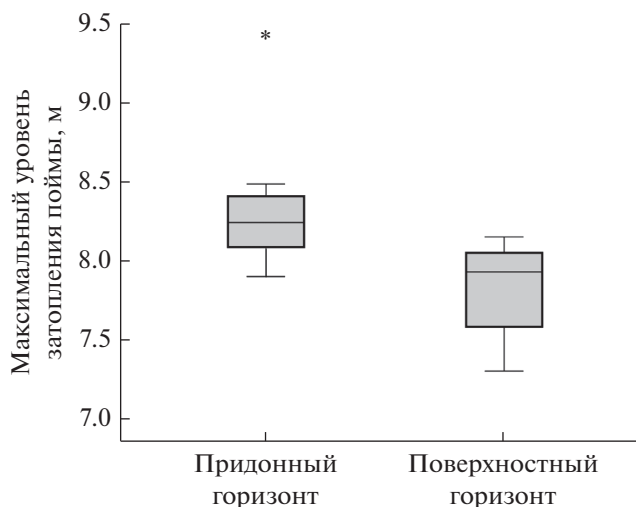 Максимальный уровень
затопления поймы, м
9.5
9.0
8.5
8.0
7.5
7.0
*
Придонный
горизонт
Поверхностный
горизонт